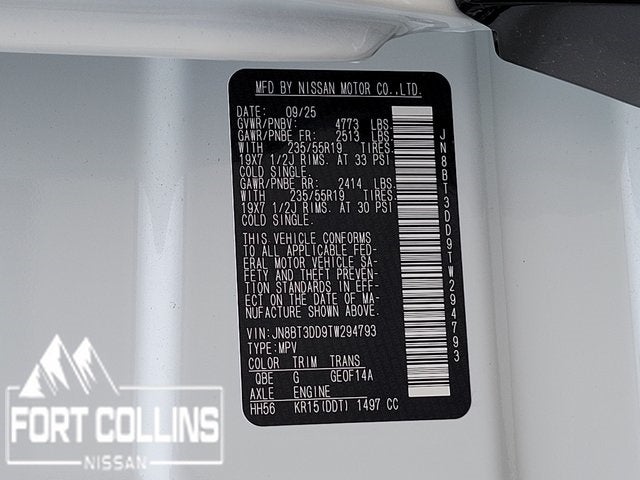 MFD BY NISSAN MOTOR CO.,LTD.
DATE: 09/25
GVWR/PNBV: 4773 LBS.
GAWR/PNBE FR: 2513 LBS.
WITH 235/55R19 TIRES.
19X7 1/2J RIMS. AT 33 PSI
COLD SINGLE.
GAWR/PNBE RR: 2414 LBS.
WITH 235/55R19 TIRES.
19X7 1/2J RIMS. AT 30 PSI
COLD SINGLE.
THIS VEHICLE CONFORMS
TO ALL APPLICABLE FED-
ERAL MOTOR VEHICLE SA-
FETY AND THEFT PREVEN-
TION STANDARDS IN EFF-
ECT ON THE DATE OF MA-
NUFACTURE SHOWN ABOVE.
VIN: JN8BT3DD9TW294793
TYPE: MPV
COLOR TRIM TRANS
QBE G GE0F14A
AXLE ENGINE
HH56 KR15(DDT) 1497 CC
JN8BT3DD9TW294793
FORT COLLINS
NISSAN